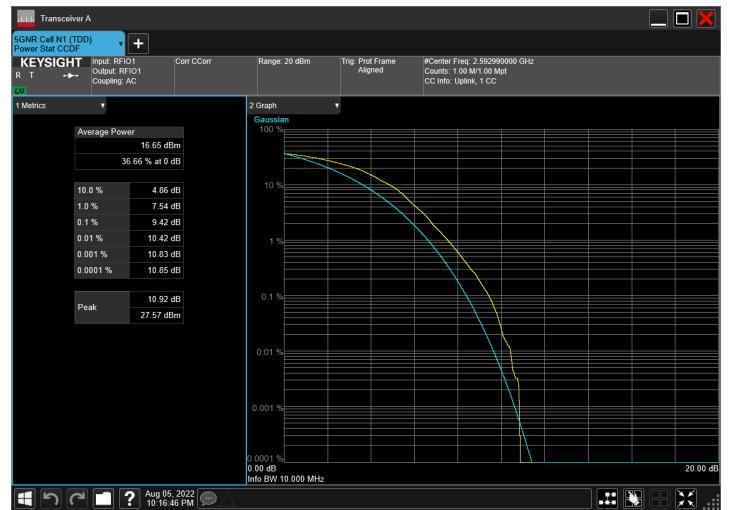 Transceiver A
5GNR Cell N1 (TDD)
Power Stat CCDF
KEYSIGHT
R T
LXI
Input: RFIO1
Output: RFIO1
Coupling: AC
Corr CCorr
Range: 20 dBm
Trig: Prot Frame
Aligned
#Center Freq: 2.592990000 GHz
Counts: 1.00 M/1.00 Mpt
CC Info: Uplink, 1 CC
1 Metrics
Average Power
16.65 dBm
36.66 % at 0 dB
10.0 % 4.86 dB
1.0 % 7.54 dB
0.1 % 9.42 dB
0.01 % 10.42 dB
0.001 % 10.83 dB
0.0001 % 10.85 dB
Peak
10.92 dB
27.57 dBm
2 Graph
Gaussian
100 %
10 %
1 %
0.1 %
0.01 %
0.001 %
0.0001 %
0.00 dB 20.00 dB
Info BW 10.000 MHz
?
Aug 05, 2022
10:16:46 PM